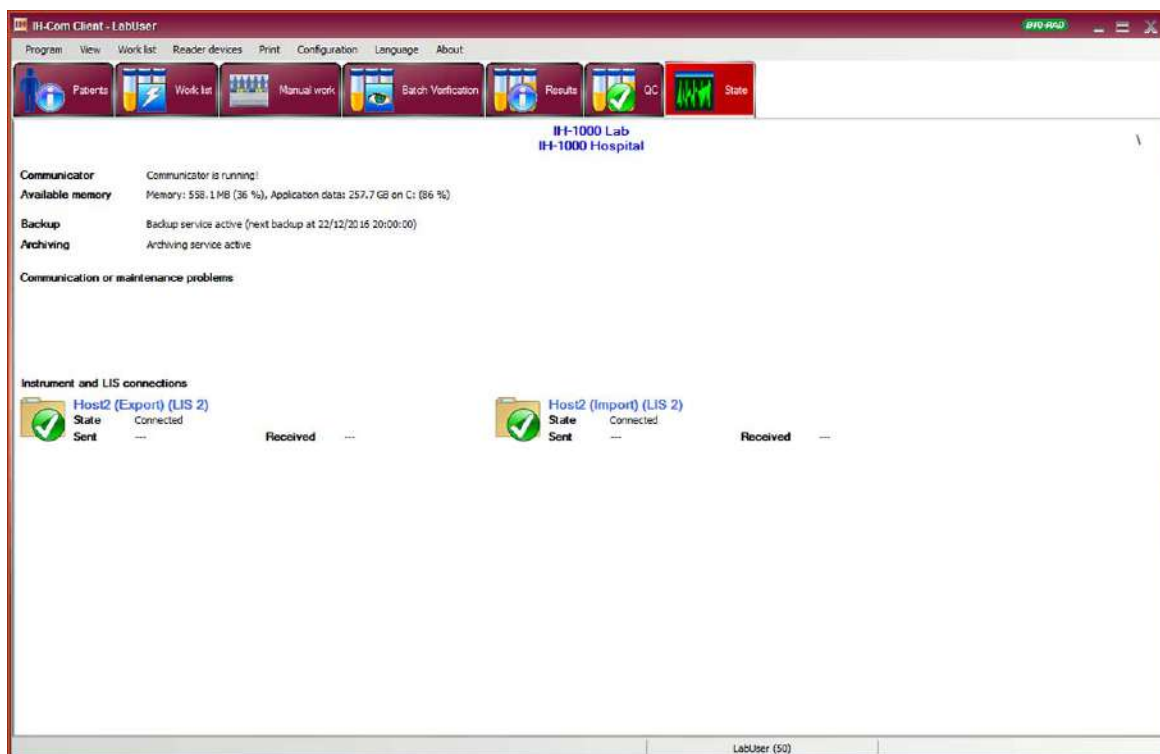 IH-Com Client - LabUser
BIO-RAD
Program View Work list Reader devices Print Configuration Language About
Patients Work list Manual work Batch Verification Results QC State
IH-1000 Lab
IH-1000 Hospital
\
Communicator Communicator is running!
Available memory Memory: 558.1 MB (36 %), Application data: 257.7 GB on C: (86 %)
Backup Backup service active (next backup at 22/12/2016 20:00:00)
Archiving Archiving service active
Communication or maintenance problems
Instrument and LIS connections
Host2 (Export) (LIS 2) Host2 (Import) (LIS 2)
State Connected State Connected
Sent --- Received --- Sent --- Received ---
LabUser (50)